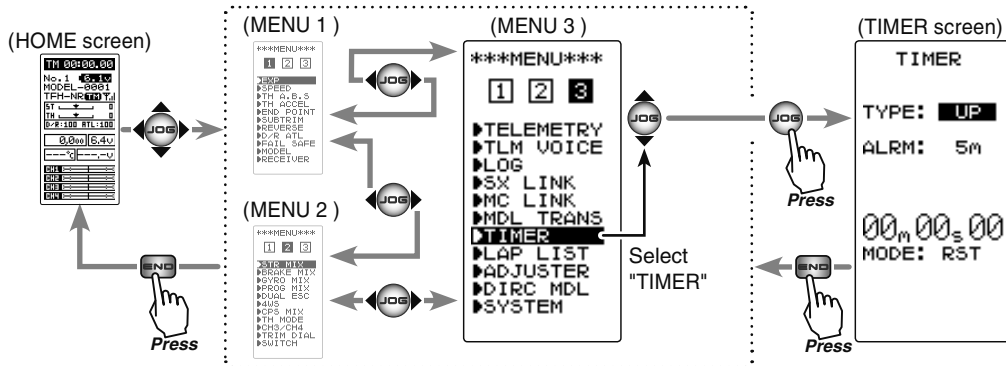 (HOME screen)
TM 00:00.00
No.1 6.1v
MODEL-0001
TFH-NR TM
ST 0
TH 0
D/R:100 ATL:100
6.4v
CH1
CH2
CH3
CH4
JOG
END
Press
(MENU 1 )
***MENU***
1 2 3
EXP
SPEED
TH A.B.S
TH ACCEL
END POINT
SUBTRIM
REVERSE
D/R ATL
FAIL SAFE
MODEL
RECEIVER
JOG
JOG
(MENU 2 )
***MENU***
1 2 3
STR MIX
BRAKE MIX
GYRO MIX
PROG MIX
DUAL ESC
4WS
CPS MIX
TH MODE
CH3/CH4
TRIM DIAL
SWITCH
JOG
(MENU 3 )
***MENU***
1 2 3
TELEMETRY
TLM VOICE
LOG
SX LINK
MC LINK
MDL TRANS
TIMER
LAP LIST
ADJUSTER
DIRC MDL
SYSTEM
JOG
Select
"TIMER"
JOG
Press
END
Press
(TIMER screen)
TIMER
TYPE: UP
ALRM: 5m
00m00s00
MODE: RST